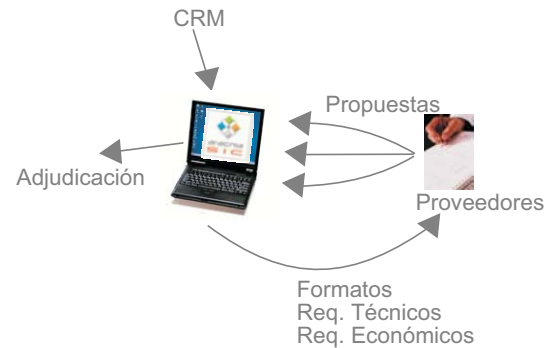 CRM
Propuestas
Adjudicación
Proveedores
Formatos
Req. Técnicos
Req. Económicos